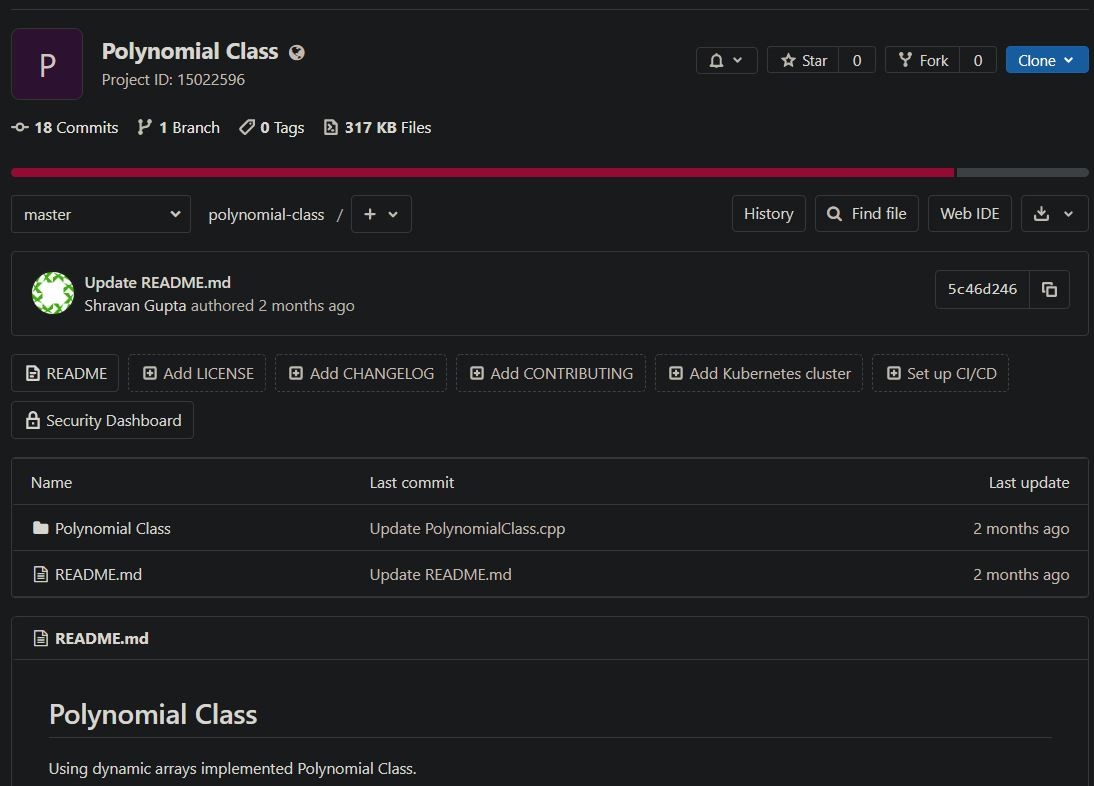 P
Polynomial Class
Project ID: 15022596
Star 0 Fork 0 Clone
18 Commits 1 Branch 0 Tags 317 KB Files
master polynomial-class / + History Find file Web IDE
Update README.md
Shravan Gupta authored 2 months ago
5c46d246
README Add LICENSE Add CHANGELOG Add CONTRIBUTING Add Kubernetes cluster Set up CI/CD
Security Dashboard
Name Last commit Last update
Polynomial Class Update PolynomialClass.cpp 2 months ago
README.md Update README.md 2 months ago
README.md
Polynomial Class
Using dynamic arrays implemented Polynomial Class.